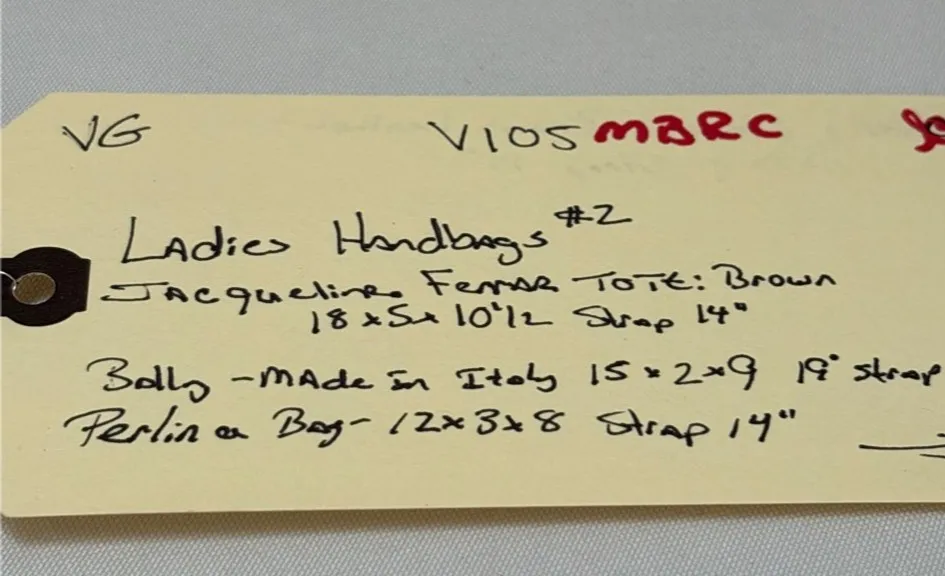 VG V105 MBRC
Ladies Handbags #2
Jacqueline Ferrar Tote: Brown
18 x 5 x 10 1/2 Strap 14"
Bally - Made in Italy 15 x 2 x 9 19" strap
Perlina Bag - 12 x 3 x 8 Strap 14"